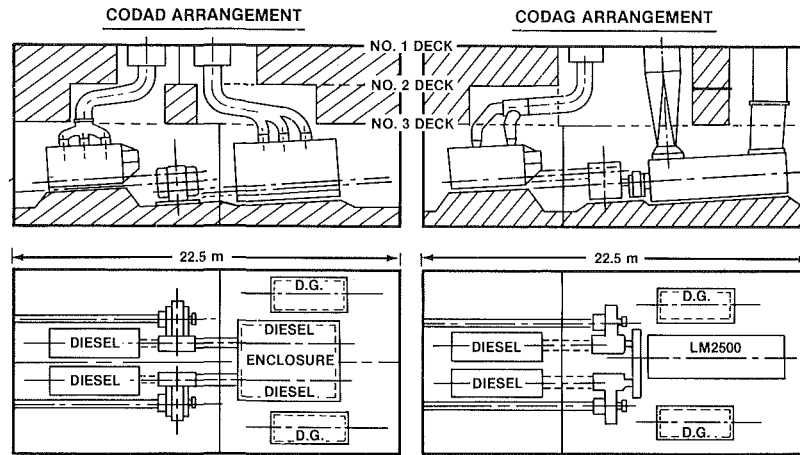 CODAD ARRANGEMENT
CODAG ARRANGEMENT
NO. 1 DECK
NO. 2 DECK
NO. 3 DECK
22.5 m
22.5 m
D.G.
DIESEL
DIESEL
ENCLOSURE
DIESEL
DIESEL
D.G.
D.G.
DIESEL
LM2500
DIESEL
D.G.